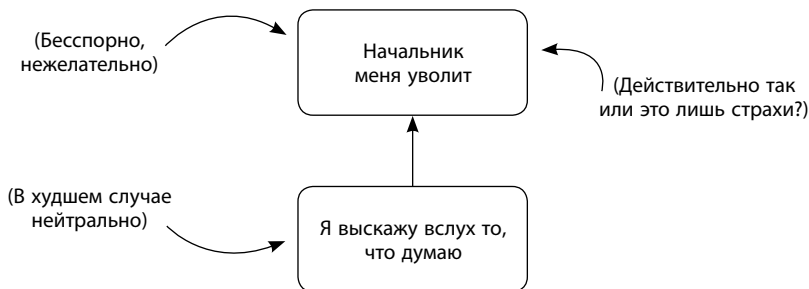 (Бесспорно,
нежелательно)
Начальник
меня уволит
(Действительно так
или это лишь страхи?)
(В худшем случае
нейтрально)
Я выскажу вслух то,
что думаю